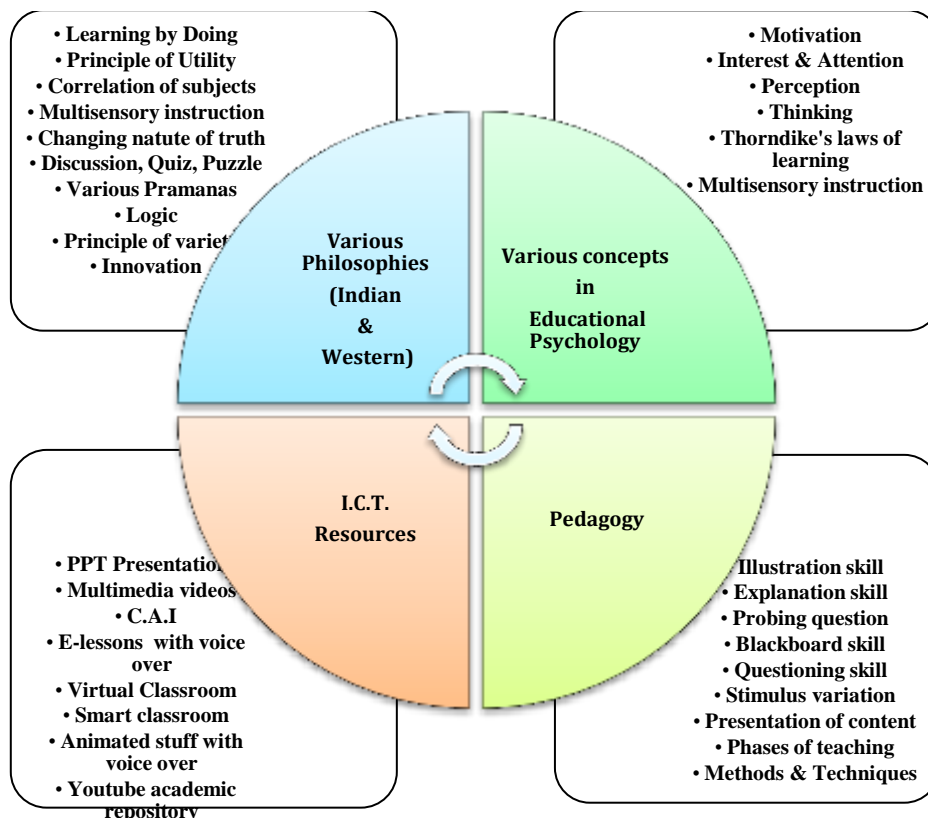 • Learning by Doing
• Principle of Utility
• Correlation of subjects
• Multisensory instruction
• Changing natute of truth
• Discussion, Quiz, Puzzle
• Various Pramanas
• Logic
• Principle of variet
• Innovation
• Motivation
• Interest & Attention
• Perception
• Thinking
• Thorndike's laws of
learning
• Multisensory instruction
Various
Philosophies
(Indian
&
Western)
Various concepts
in
Educational
Psychology
I.C.T.
Resources
Pedagogy
• PPT Presentation
• Multimedia videos
• C.A.I
• E-lessons with voice
over
• Virtual Classroom
• Smart classroom
• Animated stuff with
voice over
• Youtube academic
repository
Illustration skill
• Explanation skill
• Probing question
• Blackboard skill
• Questioning skill
• Stimulus variation
• Presentation of content
• Phases of teaching
• Methods & Techniques